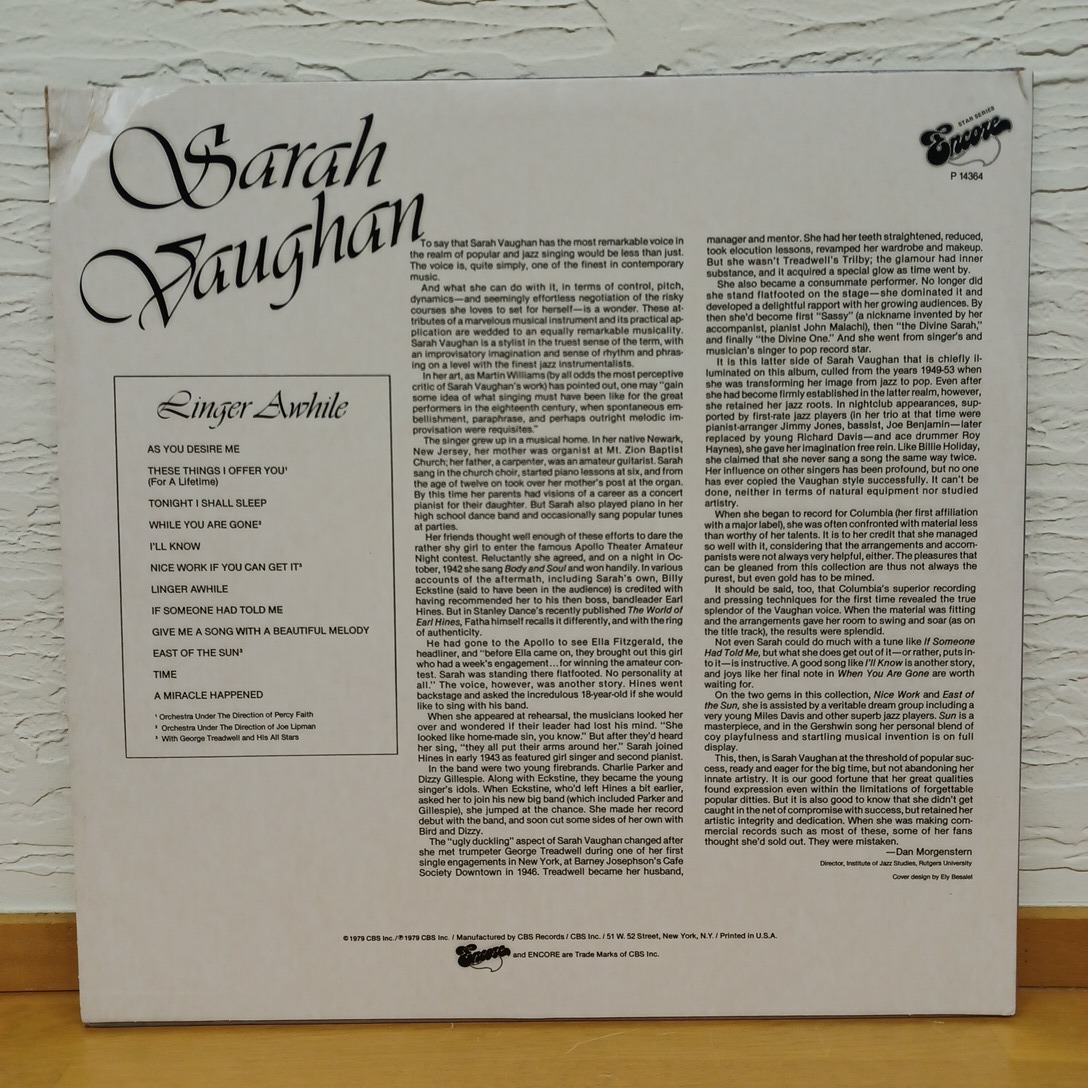 Sarah
Vaughan
STAR SERIES
Encore
P 14364
Linger Awhile
AS YOU DESIRE ME
THESE THINGS I OFFER YOU¹
(For A Lifetime)
TONIGHT I SHALL SLEEP
WHILE YOU ARE GONE²
I'LL KNOW
NICE WORK IF YOU CAN GET IT³
LINGER AWHILE
IF SOMEONE HAD TOLD ME
GIVE ME A SONG WITH A BEAUTIFUL MELODY
EAST OF THE SUN³
TIME
A MIRACLE HAPPENED
¹ Orchestra Under The Direction of Percy Faith
² Orchestra Under The Direction of Joe Lipman
³ With George Treadwell and His All Stars
To say that Sarah Vaughan has the most remarkable voice in
the realm of popular and jazz singing would be less than just.
The voice is, quite simply, one of the finest in contemporary
music.
And what she can do with it, in terms of control, pitch,
dynamics—and seemingly effortless negotiation of the risky
courses she loves to set for herself—is a wonder. These at-
tributes of a marvelous musical instrument and its practical ap-
plication are wedded to an equally remarkable musicality.
Sarah Vaughan is a stylist in the truest sense of the term, with
an improvisatory imagination and sense of rhythm and phras-
ing on a level with the finest jazz instrumentalists.
In her art, as Martin Williams (by all odds the most perceptive
critic of Sarah Vaughan's work) has pointed out, one may "gain
some idea of what singing must have been like for the great
performers in the eighteenth century, when spontaneous em-
bellishment, paraphrase, and perhaps outright melodic im-
provisation were requisites."
The singer grew up in a musical home. In her native Newark,
New Jersey, her mother was organist at Mt. Zion Baptist
Church; her father, a carpenter, was an amateur guitarist. Sarah
sang in the church choir, started piano lessons at six, and from
the age of twelve on took over her mother's post at the organ.
By this time her parents had visions of a career as a concert
pianist for their daughter. But Sarah also played piano in her
high school dance band and occasionally sang popular tunes
at parties.
Her friends thought well enough of these efforts to dare the
rather shy girl to enter the famous Apollo Theater Amateur
Night contest. Reluctantly she agreed, and on a night in Oc-
tober, 1942 she sang Body and Soul and won handily. In various
accounts of the aftermath, including Sarah's own, Billy
Eckstine (said to have been in the audience) is credited with
having recommended her to his then boss, bandleader Earl
Hines. But in Stanley Dance's recently published The World of
Earl Hines, Fatha himself recalls it differently, and with the ring
of authenticity.
He had gone to the Apollo to see Ella Fitzgerald, the
headliner, and "before Ella came on, they brought out this girl
who had a week's engagement...for winning the amateur con-
test. Sarah was standing there flatfooted. No personality at
all." The voice, however, was another story. Hines went
backstage and asked the incredulous 18-year-old if she would
like to sing with his band.
When she appeared at rehearsal, the musicians looked her
over and wondered if their leader had lost his mind. "She
looked like home-made sin, you know." But after they'd heard
her sing, "they all put their arms around her." Sarah joined
Hines in early 1943 as featured girl singer and second pianist.
In the band were two young firebrands. Charlie Parker and
Dizzy Gillespie. Along with Eckstine, they became the young
singer's idols. When Eckstine, who'd left Hines a bit earlier,
asked her to join his new big band (which included Parker and
Gillespie), she jumped at the chance. She made her record
debut with the band, and soon cut some sides of her own with
Bird and Dizzy.
The "ugly duckling" aspect of Sarah Vaughan changed after
she met trumpeter George Treadwell during one of her first
single engagements in New York, at Barney Josephson's Cafe
Society Downtown in 1946. Treadwell became her husband,
manager and mentor. She had her teeth straightened, reduced,
took elocution lessons, revamped her wardrobe and makeup.
But she wasn't Treadwell's Trilby; the glamour had inner
substance, and it acquired a special glow as time went by.
She also became a consummate performer. No longer did
she stand flatfooted on the stage—she dominated it and
developed a delightful rapport with her growing audiences. By
then she'd become first "Sassy" (a nickname invented by her
accompanist, pianist John Malachi), then "the Divine Sarah,"
and finally "the Divine One." And she went from singer's and
musician's singer to pop record star.
It is this latter side of Sarah Vaughan that is chiefly il-
luminated on this album, culled from the years 1949-53 when
she was transforming her image from jazz to pop. Even after
she had become firmly established in the latter realm, however,
she retained her jazz roots. In nightclub appearances, sup-
ported by first-rate jazz players (in her trio at that time were
pianist-arranger Jimmy Jones, bassist, Joe Benjamin—later
replaced by young Richard Davis—and ace drummer Roy
Haynes), she gave her imagination free rein. Like Billie Holiday,
she claimed that she never sang a song the same way twice.
Her influence on other singers has been profound, but no one
has ever copied the Vaughan style successfully. It can't be
done, neither in terms of natural equipment nor studied
artistry.
When she began to record for Columbia (her first affiliation
with a major label), she was often confronted with material less
than worthy of her talents. It is to her credit that she managed
so well with it, considering that the arrangements and accom-
panists were not always very helpful, either. The pleasures that
can be gleaned from this collection are thus not always the
purest, but even gold has to be mined.
It should be said, too, that Columbia's superior recording
and pressing techniques for the first time revealed the true
splendor of the Vaughan voice. When the material was fitting
and the arrangements gave her room to swing and soar (as on
the title track), the results were splendid.
Not even Sarah could do much with a tune like If Someone
Had Told Me, but what she does get out of it—or rather, puts in-
to it—is instructive. A good song like I'll Know is another story,
and joys like her final note in When You Are Gone are worth
waiting for.
On the two gems in this collection, Nice Work and East of
the Sun, she is assisted by a veritable dream group including a
very young Miles Davis and other superb jazz players. Sun is a
masterpiece, and in the Gershwin song her personal blend of
coy playfulness and startling musical invention is on full
display.
This, then, is Sarah Vaughan at the threshold of popular suc-
cess, ready and eager for the big time, but not abandoning her
innate artistry. It is our good fortune that her great qualities
found expression even within the limitations of forgettable
popular ditties. But it is also good to know that she didn't get
caught in the net of compromise with success, but retained her
artistic integrity and dedication. When she was making com-
mercial records such as most of these, some of her fans
thought she'd sold out. They were mistaken.
—Dan Morgenstern
Director, Institute of Jazz Studies, Rutgers University
Cover design by Ely Besalel
© 1979 CBS Inc./℗ 1979 CBS Inc. / Manufactured by CBS Records / CBS Inc. / 51 W. 52 Street, New York, N.Y. / Printed in U.S.A.
Encore and ENCORE are Trade Marks of CBS Inc.